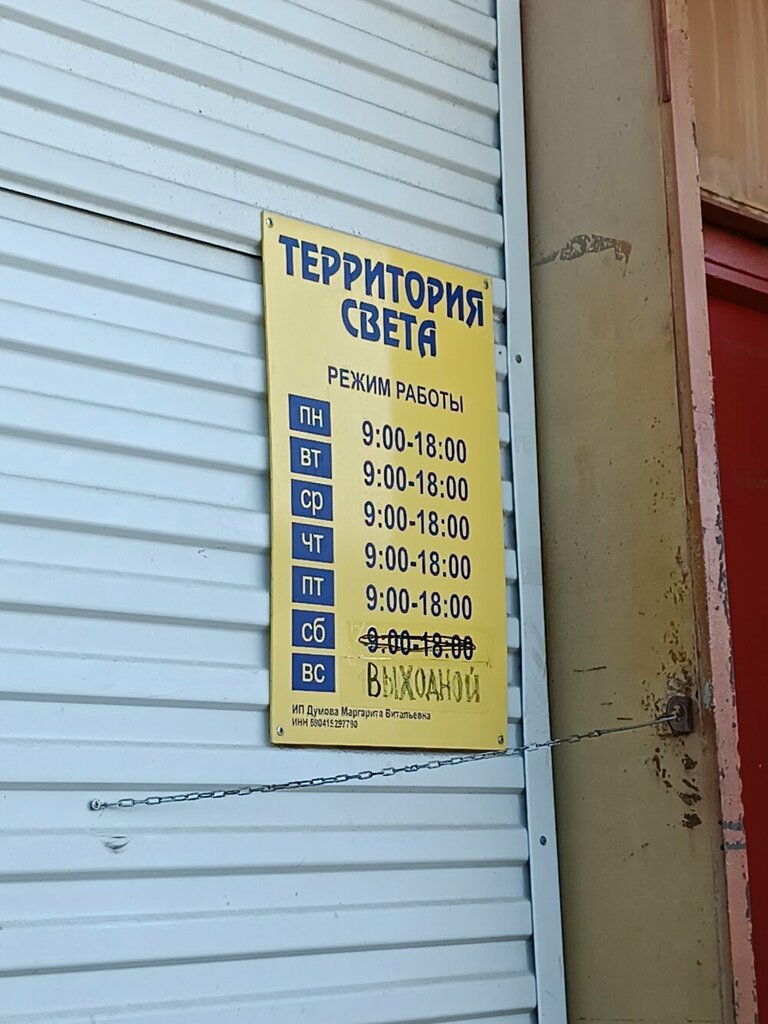 ТЕРРИТОРИЯ
СВЕТА
РЕЖИМ РАБОТЫ
пн 9:00-18:00
вт 9:00-18:00
ср 9:00-18:00
чт 9:00-18:00
пт 9:00-18:00
сб 9:00-18:00
вс Выходной
ИП Думова Маргарита Витальевна
ИНН 590415297790